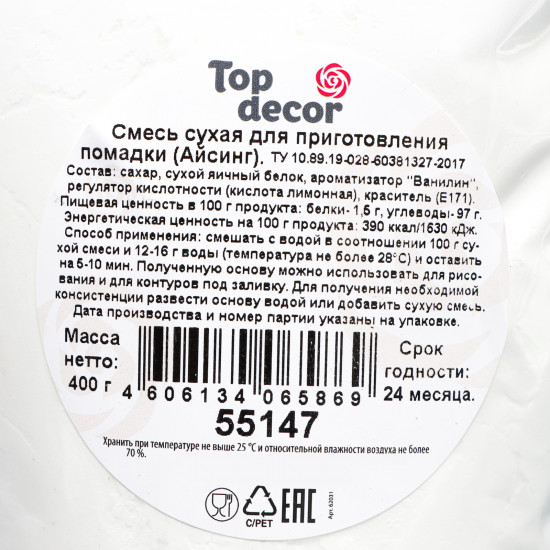 Top
decor
Смесь сухая для приготовления
помадки (Айсинг). ТУ 10.89.19-028-60381327-2017
Состав: сахар, сухой яичный белок, ароматизатор "Ванилин",
регулятор кислотности (кислота лимонная), краситель (Е171).
Пищевая ценность в 100 г продукта: белки- 1,5 г, углеводы- 97 г.
Энергетическая ценность на 100 г продукта: 390 ккал/1630 кДж.
Способ применения: смешать с водой в соотношении 100 г су-
хой смеси и 12-16 г воды (температура не более 28°С) и оставить
на 5-10 мин. Полученную основу можно использовать для рисо-
вания и для контуров под заливку. Для получения необходимой
консистенции развести основу водой или добавить сухую смесь.
Дата производства и номер партии указаны на упаковке.
Масса
нетто:
400 г
4 606134 065869
Срок
годности:
24 месяца.
55147
Хранить при температуре не выше 25 °С и относительной влажности воздуха не более
70 %.
C/PET
EAC
Арт. 62031